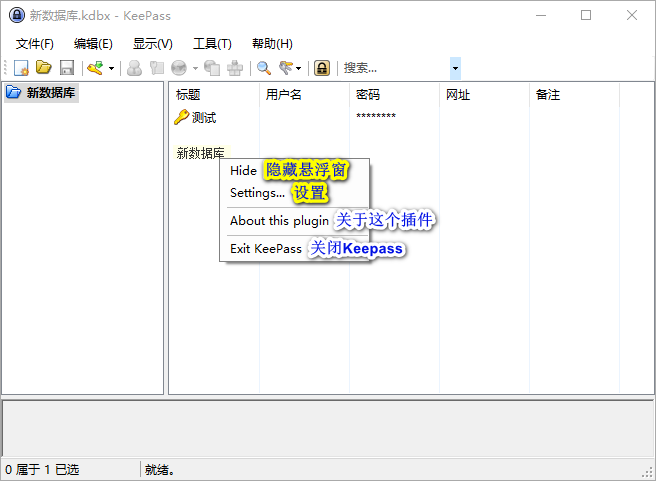 新数据库.kdbx - KeePass
文件(F) 编辑(E) 显示(V) 工具(T) 帮助(H)
搜索...
新数据库
标题 用户名 密码 网址 备注
测试 ********
新数据库
Hide 隐藏悬浮窗
Settings... 设置
About this plugin 关于这个插件
Exit KeePass 关闭Keepass
0 属于 1 已选 就绪。